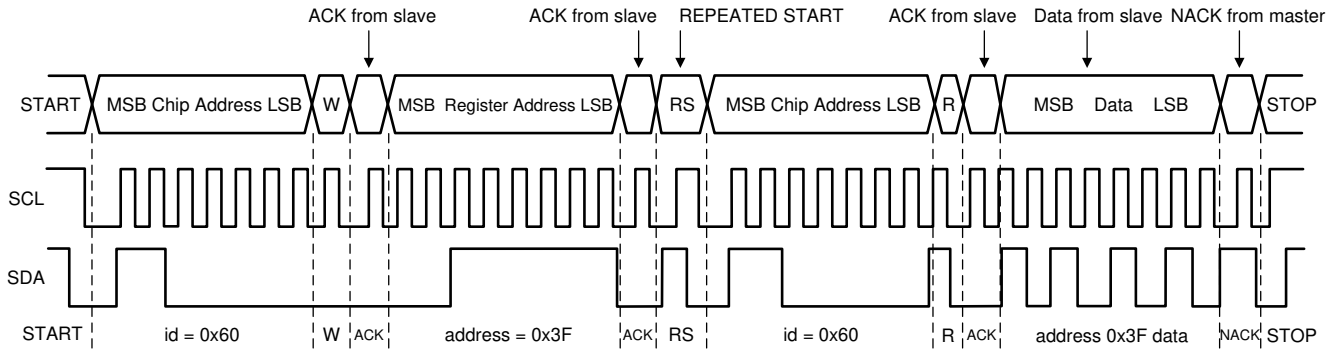 ACK from slave ACK from slave REPEATED START ACK from slave Data from slave NACK from master
START MSB Chip Address LSB W MSB Register Address LSB RS MSB Chip Address LSB R MSB Data LSB STOP
SCL
SDA
START id = 0x60 W ACK address = 0x3F ACK RS id = 0x60 R ACK address 0x3F data NACK STOP